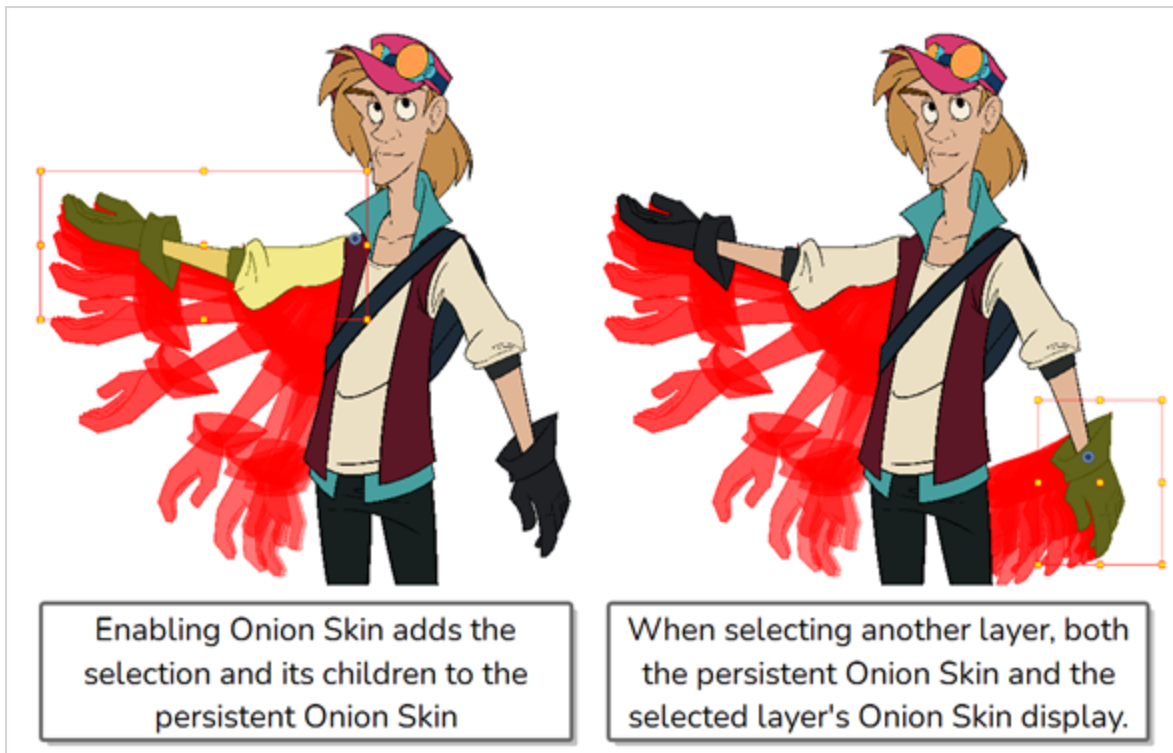 Enabling Onion Skin adds the
selection and its children to the
persistent Onion Skin
When selecting another layer, both
the persistent Onion Skin and the
selected layer's Onion Skin display.